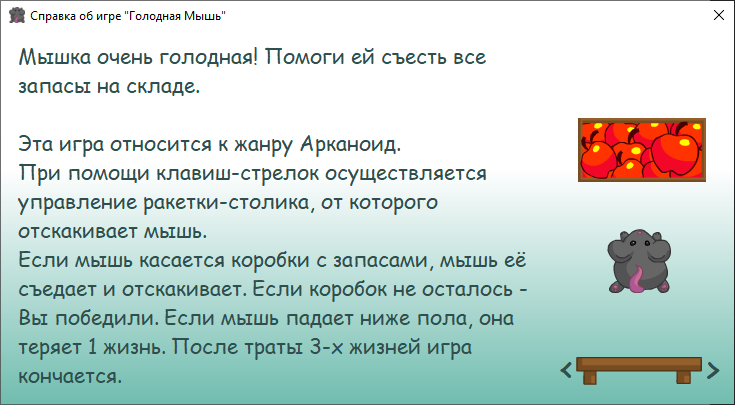 Справка об игре "Голодная Мышь"
Мышка очень голодная! Помоги ей съесть все
запасы на складе.
Эта игра относится к жанру Арканоид.
При помощи клавиш-стрелок осуществляется
управление ракетки-столика, от которого
отскакивает мышь.
Если мышь касается коробки с запасами, мышь её
съедает и отскакивает. Если коробок не осталось -
Вы победили. Если мышь падает ниже пола, она
теряет 1 жизнь. После траты 3-х жизней игра
кончается.